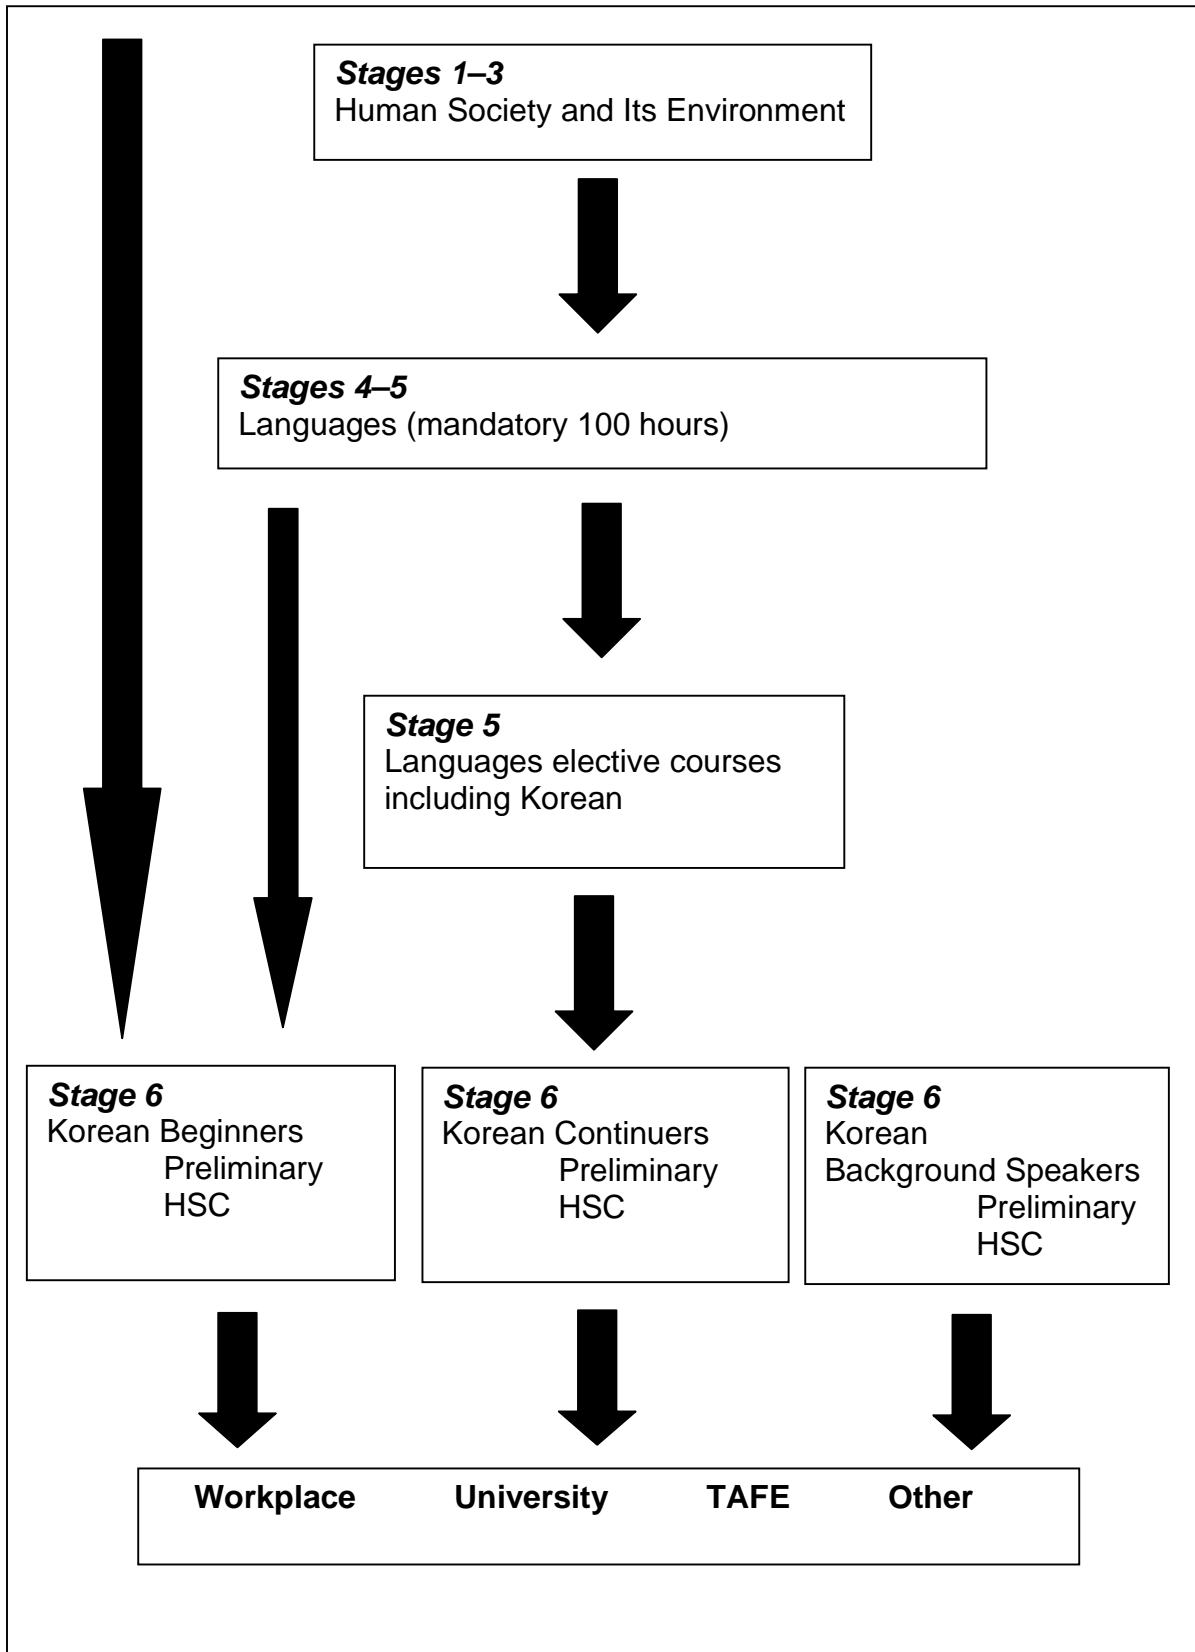 Stages 1–3
Human Society and Its Environment
Stages 4–5
Languages (mandatory 100 hours)
Stage 5
Languages elective courses
including Korean
Stage 6
Korean Beginners
Preliminary
HSC
Stage 6
Korean Continuers
Preliminary
HSC
Stage 6
Korean
Background Speakers
Preliminary
HSC
Workplace University TAFE Other